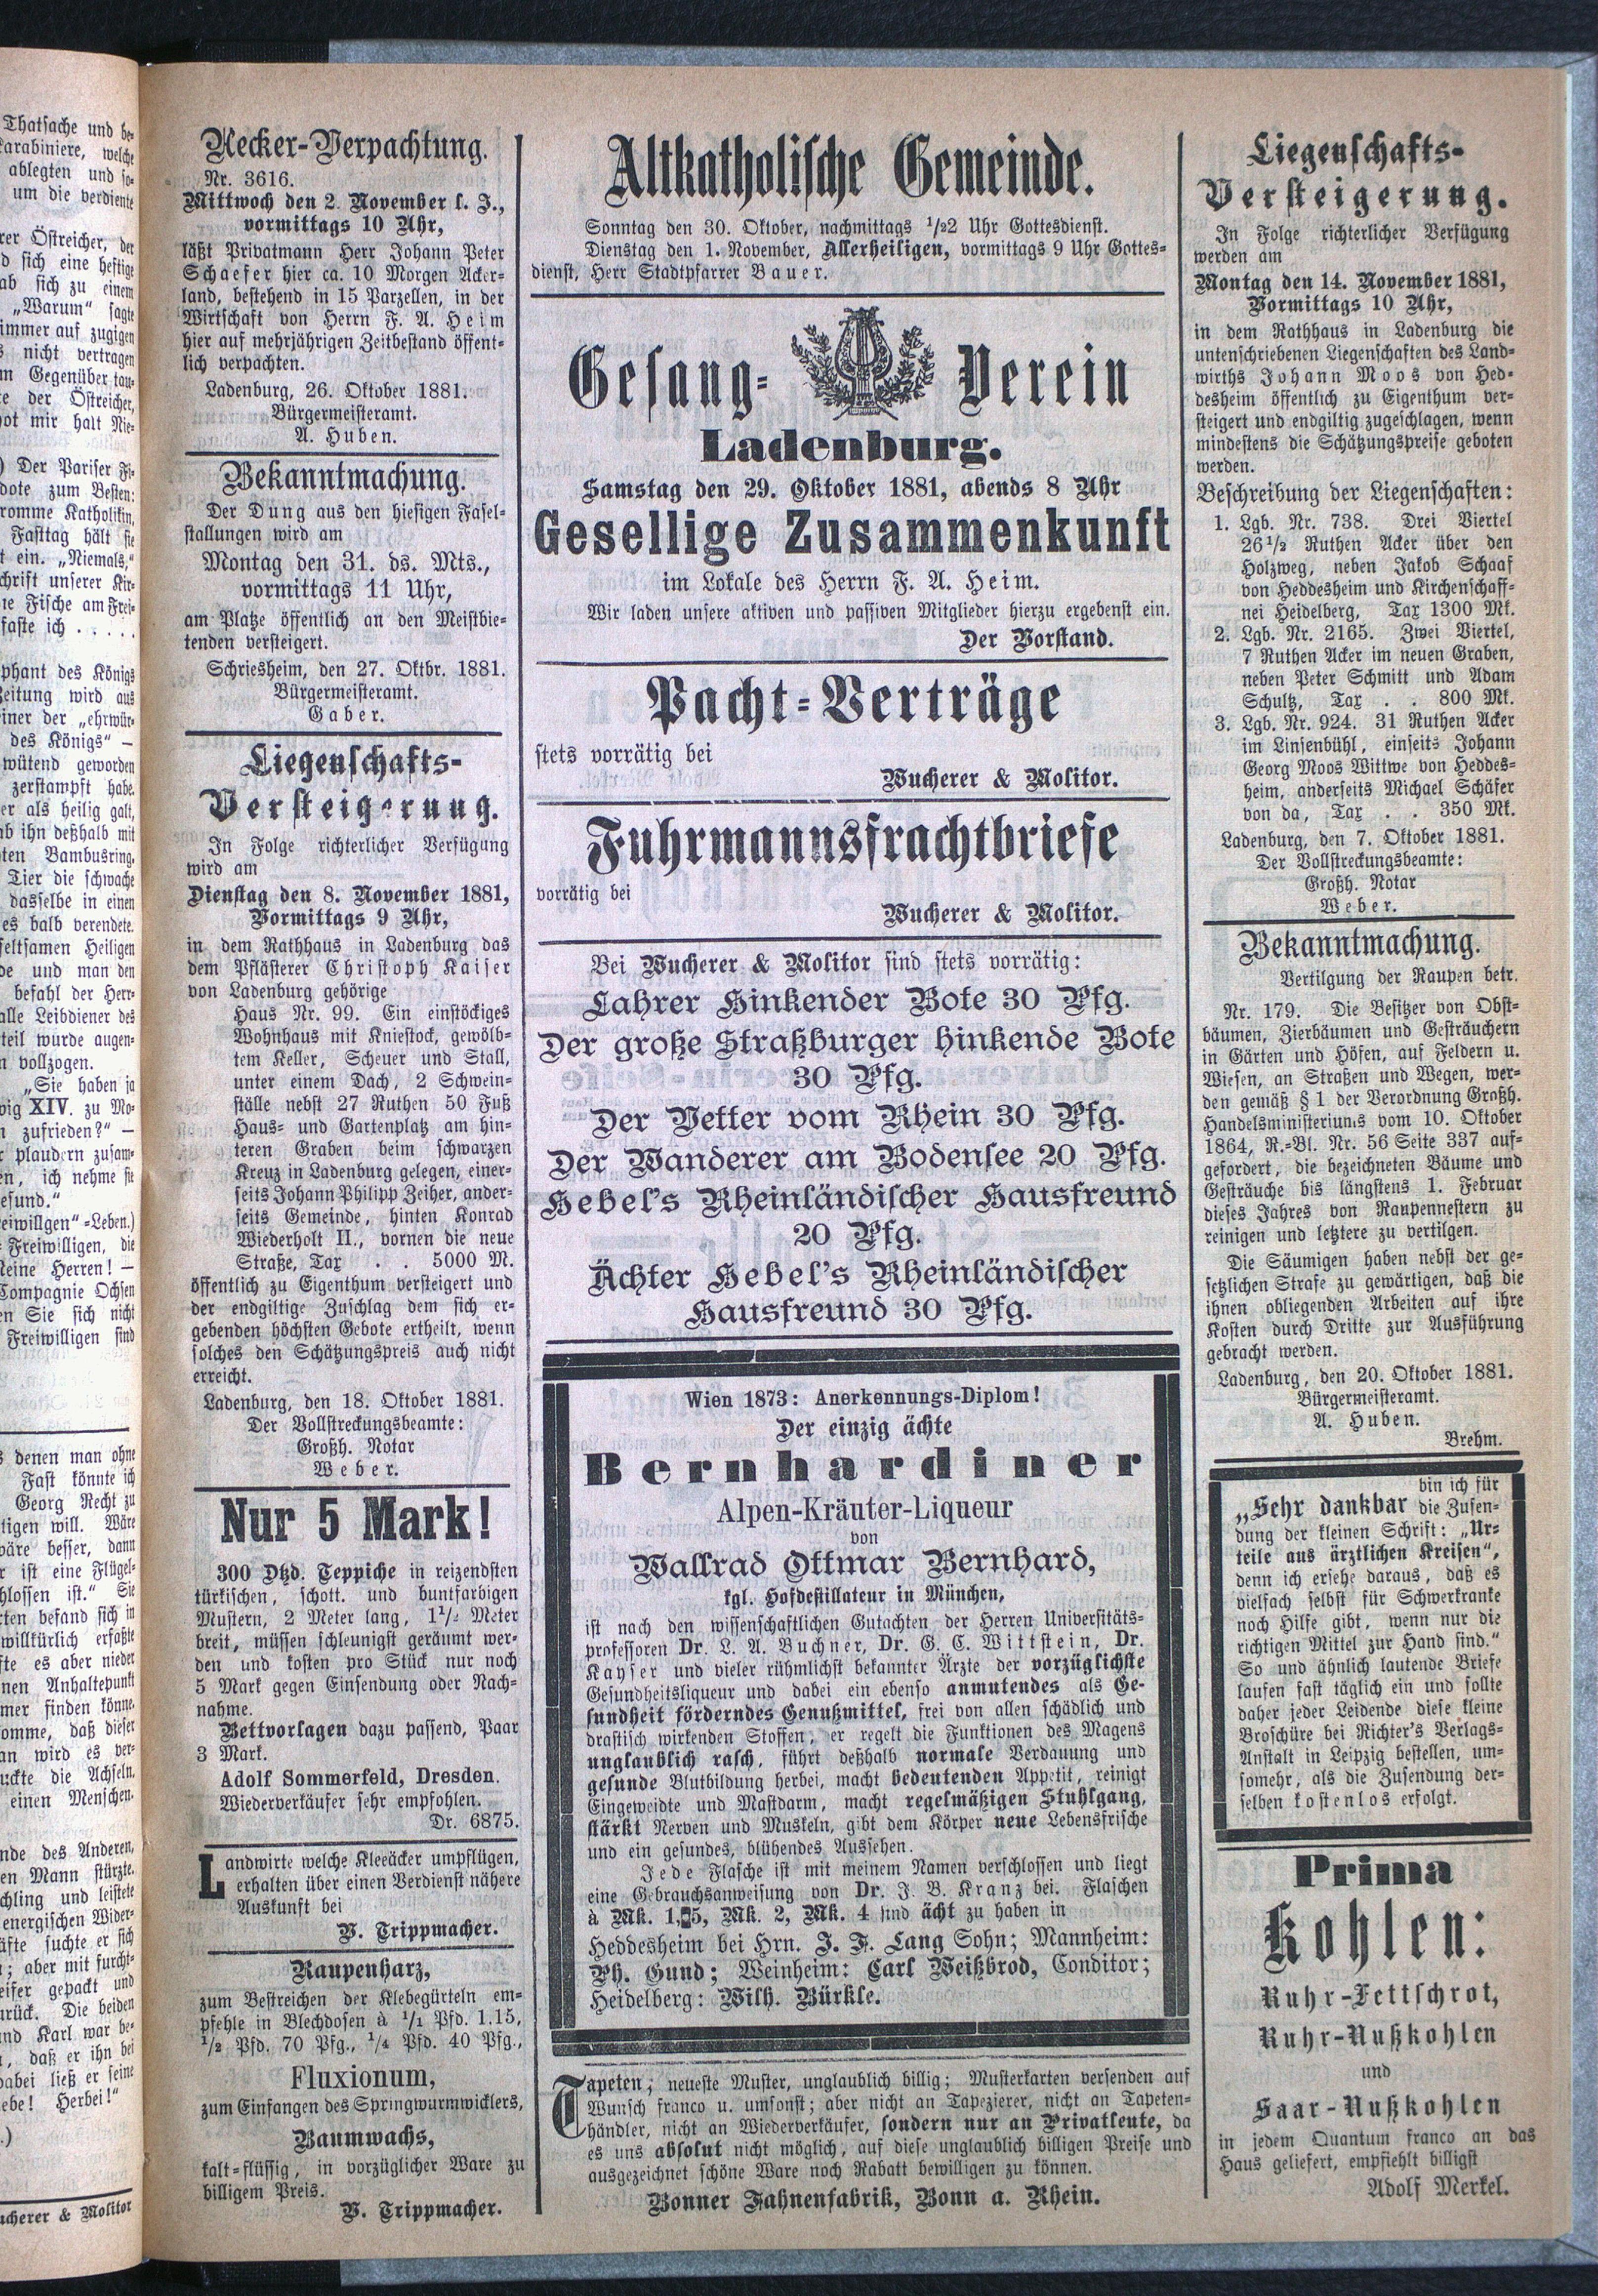 Thatsache und be-
Karabiniere, welche
ablegten und so-
um die verdiente
rer Östreicher, der
d sich eine heftige
ab sich zu einem
„Warum“ sagte
immer auf zugigen
nicht vertragen
m Gegenüber tau-
te der Östreicher,
ot mir halt Nie-
) Der Pariser Fi-
dote zum Besten:
romme Katholikin,
Fasttag hält sie
t ein. „Niemals,“
chrift unserer Kir-
ie Fische am Frei-
faste ich . . . . .
phant des Königs
Zeitung wird aus
einer der „ehrwür-
des Königs“ —
wütend geworden
zerstampft habe.
er als heilig galt,
ab ihn deßhalb mit
ten Bambusring,
Tier die schwache
dasselbe in einen
es bald verendete.
seltsamen Heiligen
de und man den
befahl der Herr-
alle Leibdiener des
teil wurde augen-
n vollzogen.
„Sie haben ja
wig XIV. zu Mo-
n zufrieden?“ —
r plaudern zusam-
en, ich nehme sie
esund.“
eiwillgen“-Leben.)
Freiwilligen, die
Meine Herren! —
Compagnie Ochsen
en Sie sich nicht
Freiwilligen sind
s denen man ohne
Fast könnte ich
Georg Recht zu
tigen will. Wäre
wäre besser, dann
r ist eine Flügel-
hlossen ist.“ Sie
ten befand sich in
willkürlich erfaßte
fte es aber nieder
nen Anhaltepunkt
mer finden könne.
omme, daß dieser
an wird es ver-
uckte die Achseln.
einen Menschen.
nde des Anderen,
en Mann stürzte.
chling und leistete
energischen Wider-
äfte suchte er sich
; aber mit furcht-
eifer gepackt und
urück. Die beiden
und Karl war be-
, daß er ihn bei
dabei ließ er seine
ebe! Herbei!“
.)
ucherer & Molitor
Aecker-Verpachtung.
Nr. 3616.
Mittwoch den 2. November l. J.,
vormittags 10 Uhr,
läßt Privatmann Herr Johann Peter
Schaefer hier ca. 10 Morgen Acker-
land, bestehend in 15 Parzellen, in der
Wirtschaft von Herrn F. A. Heim
hier auf mehrjährigen Zeitbestand öffent-
lich verpachten.
Ladenburg, 26. Oktober 1881.
Bürgermeisteramt.
A. Huben.
Bekanntmachung.
Der Dung aus den hiesigen Fasel-
stallungen wird am
Montag den 31. ds. Mts.,
vormittags 11 Uhr,
am Platze öffentlich an den Meistbie-
tenden versteigert.
Schriesheim, den 27. Oktbr. 1881.
Bürgermeisteramt.
Gaber.
Liegenschafts-
Versteigerung.
In Folge richterlicher Verfügung
wird am
Dienstag den 8. November 1881,
Vormittags 9 Uhr,
in dem Rathhaus in Ladenburg das
dem Pflästerer Christoph Kaiser
von Ladenburg gehörige
Haus Nr. 99. Ein einstöckiges
Wohnhaus mit Kniestock, gewölb-
tem Keller, Scheuer und Stall,
unter einem Dach, 2 Schwein-
ställe nebst 27 Ruthen 50 Fuß
Haus- und Gartenplatz am hin-
teren Graben beim schwarzen
Kreuz in Ladenburg gelegen, einer-
seits Johann Philipp Zeiher, ander-
seits Gemeinde, hinten Konrad
Wiederholt II., vornen die neue
Straße, Tax . . 5000 M.
öffentlich zu Eigenthum versteigert und
der endgiltige Zuschlag dem sich er-
gebenden höchsten Gebote ertheilt, wenn
solches den Schätzungspreis auch nicht
erreicht.
Ladenburg, den 18. Oktober 1881.
Der Vollstreckungsbeamte:
Großh. Notar
Weber.
Nur 5 Mark!
300 Dtzd. Teppiche in reizendsten
türkischen, schott. und buntfarbigen
Mustern, 2 Meter lang, 1 1/2 Meter
breit, müssen schleunigst geräumt wer-
den und kosten pro Stück nur noch
5 Mark gegen Einsendung oder Nach-
nahme.
Bettvorlagen dazu passend, Paar
3 Mark.
Adolf Sommerfeld, Dresden.
Wiederverkäufer sehr empfohlen.
Dr. 6875.
Landwirte welche Kleeäcker umpflügen,
erhalten über einen Verdienst nähere
Auskunft bei
V. Trippmacher.
Raupenharz,
zum Bestreichen der Klebegürteln em-
pfehle in Blechdosen à 1/1 Pfd. 1.15,
1/2 Pfd. 70 Pfg., 1/4 Pfd. 40 Pfg.,
Fluxionum,
zum Einfangen des Springwurmwicklers,
Baumwachs,
kalt-flüssig, in vorzüglicher Ware zu
billigem Preis.
V. Trippmacher.
Altkatholische Gemeinde.
Sonntag den 30. Oktober, nachmittags 1/22 Uhr Gottesdienst.
Dienstag den 1. November, Allerheiligen, vormittags 9 Uhr Gottes-
dienst, Herr Stadtpfarrer Bauer.
Gesang-Verein
Ladenburg.
Samstag den 29. Oktober 1881, abends 8 Uhr
Gesellige Zusammenkunft
im Lokale des Herrn F. A. Heim.
Wir laden unsere aktiven und passiven Mitglieder hierzu ergebenst ein.
Der Vorstand.
Pacht-Verträge
stets vorrätig bei
Wucherer & Molitor.
Fuhrmannsfrachtbriefe
vorrätig bei
Wucherer & Molitor.
Bei Wucherer & Molitor sind stets vorrätig:
Lahrer Hinkender Bote 30 Pfg.
Der große Straßburger hinkende Bote
30 Pfg.
Der Vetter vom Rhein 30 Pfg.
Der Wanderer am Bodensee 20 Pfg.
Hebel's Rheinländischer Hausfreund
20 Pfg.
Ächter Hebel's Rheinländischer
Hausfreund 30 Pfg.
Wien 1873: Anerkennungs-Diplom!
Der einzig ächte
Bernhardiner
Alpen-Kräuter-Liqueur
von
Wallrad Ottmar Bernhard,
kgl. Hofdestillateur in München,
ist nach den wissenschaftlichen Gutachten der Herren Universitäts-
professoren Dr. L. A. Buchner, Dr. G. C. Wittstein, Dr.
Kayser und vieler rühmlichst bekannter Ärzte der vorzüglichste
Gesundheitsliqueur und dabei ein ebenso anmutendes als Ge-
sundheit förderndes Genußmittel, frei von allen schädlich und
drastisch wirkenden Stoffen; er regelt die Funktionen des Magens
unglaublich rasch, führt deßhalb normale Verdauung und
gesunde Blutbildung herbei, macht bedeutenden Appetit, reinigt
Eingeweidte und Mastdarm, macht regelmäßigen Stuhlgang,
stärkt Nerven und Muskeln, gibt dem Körper neue Lebensfrische
und ein gesundes, blühendes Aussehen.
Jede Flasche ist mit meinem Namen verschlossen und liegt
eine Gebrauchsanweisung von Dr. J. B. Kranz bei. Flaschen
à Mk. 2, Mk. 4 sind ächt zu haben in
Heddesheim bei Hrn. J. F. Lang Sohn; Mannheim:
Ph. Gund; Weinheim: Carl Weißbrod, Conditor;
Heidelberg: Wilh. Bürkle.
Tapeten; neueste Muster, unglaublich billig; Musterkarten versenden auf
Wunsch franco u. umsonst; aber nicht an Tapezierer, nicht an Tapeten-
händler, nicht an Wiederverkäufer, sondern nur an Privatleute, da
es uns absolut nicht möglich, auf diese unglaublich billigen Preise und
ausgezeichnet schöne Ware noch Rabatt bewilligen zu können.
Bonner Fahnenfabrik, Bonn a. Rhein.
Liegenschafts-
Versteigerung.
In Folge richterlicher Verfügung
werden am
Montag den 14. November 1881,
Vormittags 10 Uhr,
in dem Rathhaus in Ladenburg die
untenschriebenen Liegenschaften des Land-
wirths Johann Moos von Hed-
desheim öffentlich zu Eigenthum ver-
steigert und endgiltig zugeschlagen, wenn
mindestens die Schätzungspreise geboten
werden.
Beschreibung der Liegenschaften:
1. Lgb. Nr. 738. Drei Viertel
26 1/2 Ruthen Acker über den
Holzweg, neben Jakob Schaaf
von Heddesheim und Kirchenschaff-
nei Heidelberg, Tax 1300 Mk.
2. Lgb. Nr. 2165. Zwei Viertel,
7 Ruthen Acker im neuen Graben,
neben Peter Schmitt und Adam
Schultz, Tax . . 800 Mk.
3. Lgb. Nr. 924. 31 Ruthen Acker
im Linsenbühl, einseits Johann
Georg Moos Wittwe von Heddes-
heim, anderseits Michael Schäfer
von da, Tax . . 350 Mk.
Ladenburg, den 7. Oktober 1881.
Der Vollstreckungsbeamte:
Großh. Notar
Weber.
Bekanntmachung.
Vertilgung der Raupen betr.
Nr. 179. Die Besitzer von Obst-
bäumen, Zierbäumen und Gesträuchern
in Gärten und Höfen, auf Feldern u.
Wiesen, an Straßen und Wegen, wer-
den gemäß § 1 der Verordnung Großh.
Handelsministeriums vom 10. Oktober
1864, R.-Bl. Nr. 56 Seite 337 auf-
gefordert, die bezeichneten Bäume und
Gesträuche bis längstens 1. Februar
dieses Jahres von Raupennestern zu
reinigen und letztere zu vertilgen.
Die Säumigen haben nebst der ge-
setzlichen Strafe zu gewärtigen, daß die
ihnen obliegenden Arbeiten auf ihre
Kosten durch Dritte zur Ausführung
gebracht werden.
Ladenburg, den 20. Oktober 1881.
Bürgermeisteramt.
A. Huben.
Brehm.
bin ich für
„Sehr dankbar die Zusen-
dung der kleinen Schrift: „Ur-
teile aus ärztlichen Kreisen“,
denn ich ersehe daraus, daß es
vielfach selbst für Schwerkranke
noch Hilfe gibt, wenn nur die
richtigen Mittel zur Hand sind.“
So und ähnlich lautende Briefe
laufen fast täglich ein und sollte
daher jeder Leidende diese kleine
Broschüre bei Richter's Verlags-
Anstalt in Leipzig bestellen, um-
somehr, als die Zusendung der-
selben kostenlos erfolgt.
Prima
Kohlen:
Ruhr-Fettschrot,
Ruhr-Nußkohlen
und
Saar-Nußkohlen
in jedem Quantum franco an das
Haus geliefert, empfiehlt billigst
Adolf Merkel.